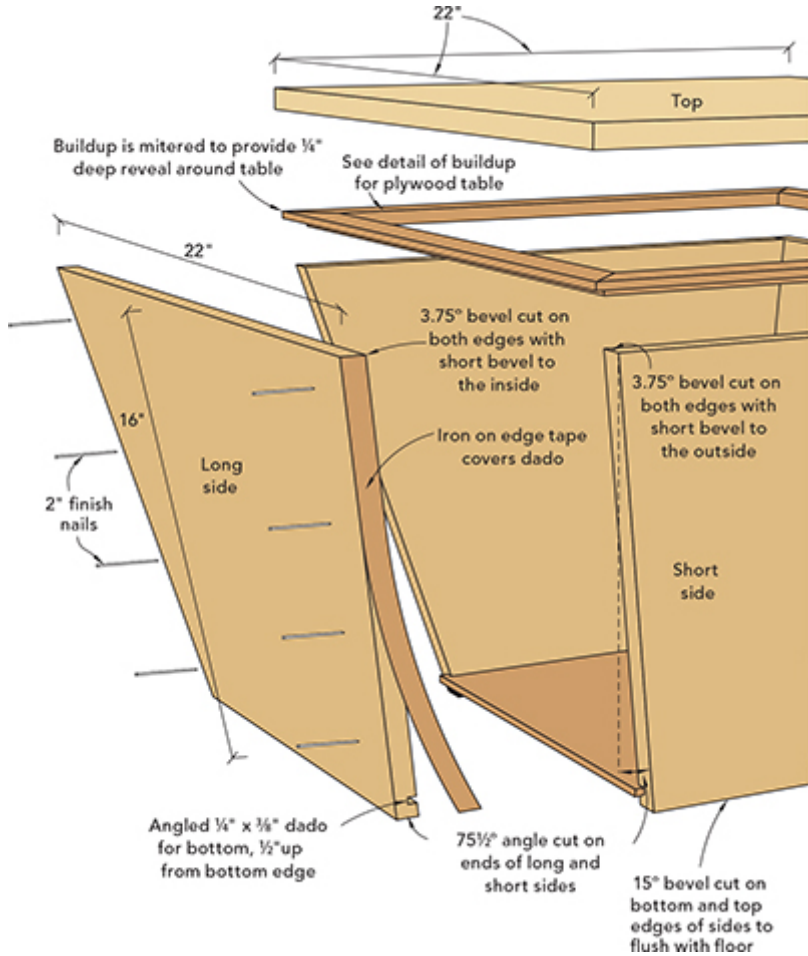 22"
Top
Buildup is mitered to provide ¼"
deep reveal around table
See detail of buildup
for plywood table
22"
3.75° bevel cut on
both edges with
short bevel to
the inside
3.75° bevel cut on
both edges with
short bevel to
the outside
16"
Iron on edge tape
covers dado
Long
side
2" finish
nails
Short
side
Angled ¼" x ⅜" dado
for bottom, ½"up
from bottom edge
75½° angle cut on
ends of long and
short sides
15° bevel cut on
bottom and top
edges of sides to
flush with floor